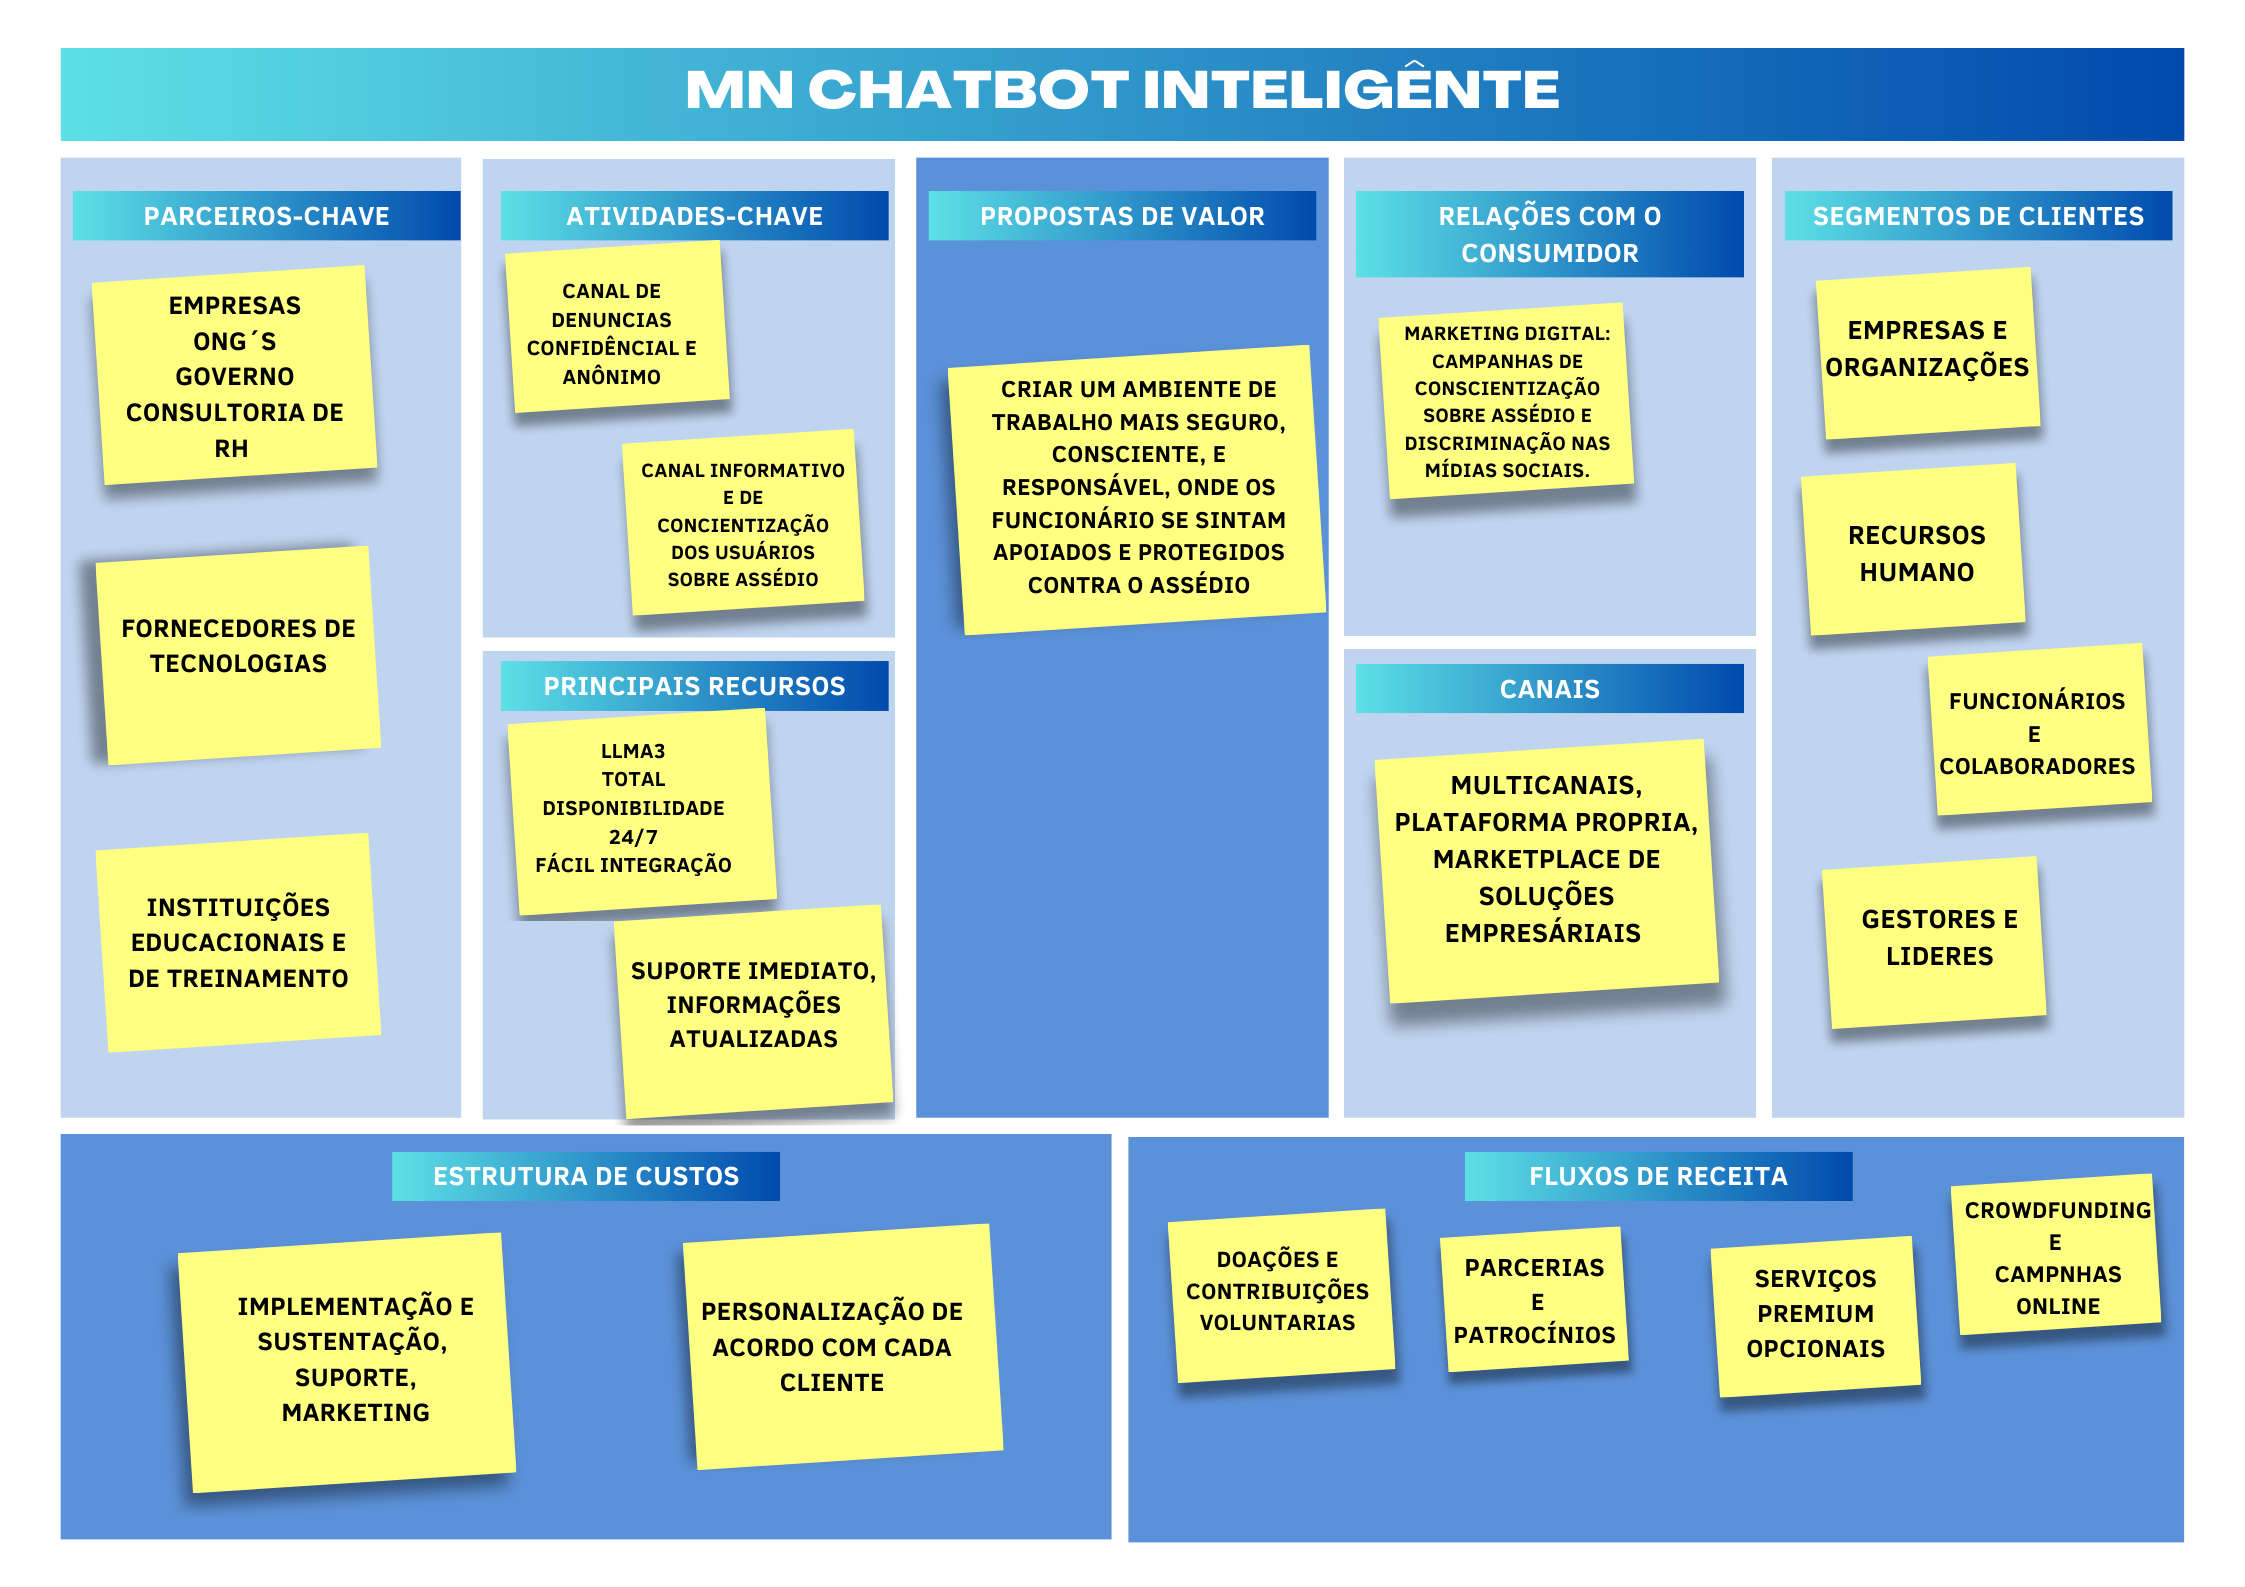 MN CHATBOT INTELIGÊNTE
PARCEIROS-CHAVE
EMPRESAS
ONG´S
GOVERNO
CONSULTORIA DE
RH
FORNECEDORES DE
TECNOLOGIAS
INSTITUIÇÕES
EDUCACIONAIS E
DE TREINAMENTO
ATIVIDADES-CHAVE
CANAL DE
DENUNCIAS
CONFIDÊNCIAL E
ANÔNIMO
CANAL INFORMATIVO
E DE
CONCIENTIZAÇÃO
DOS USUÁRIOS
SOBRE ASSÉDIO
PRINCIPAIS RECURSOS
LLMA3
TOTAL
DISPONIBILIDADE
24/7
FÁCIL INTEGRAÇÃO
SUPORTE IMEDIATO,
INFORMAÇÕES
ATUALIZADAS
PROPOSTAS DE VALOR
CRIAR UM AMBIENTE DE
TRABALHO MAIS SEGURO,
CONSCIENTE, E
RESPONSÁVEL, ONDE OS
FUNCIONÁRIO SE SINTAM
APOIADOS E PROTEGIDOS
CONTRA O ASSÉDIO
RELAÇÕES COM O
CONSUMIDOR
MARKETING DIGITAL:
CAMPANHAS DE
CONSCIENTIZAÇÃO
SOBRE ASSÉDIO E
DISCRIMINAÇÃO NAS
MÍDIAS SOCIAIS.
CANAIS
MULTICANAIS,
PLATAFORMA PROPRIA,
MARKETPLACE DE
SOLUÇÕES
EMPRESÁRIAIS
SEGMENTOS DE CLIENTES
EMPRESAS E
ORGANIZAÇÕES
RECURSOS
HUMANO
FUNCIONÁRIOS
E
COLABORADORES
GESTORES E
LIDERES
ESTRUTURA DE CUSTOS
IMPLEMENTAÇÃO E
SUSTENTAÇÃO,
SUPORTE,
MARKETING
PERSONALIZAÇÃO DE
ACORDO COM CADA
CLIENTE
FLUXOS DE RECEITA
DOAÇÕES E
CONTRIBUIÇÕES
VOLUNTARIAS
PARCERIAS
E
PATROCÍNIOS
SERVIÇOS
PREMIUM
OPCIONAIS
CROWDFUNDING
E
CAMPNHAS
ONLINE